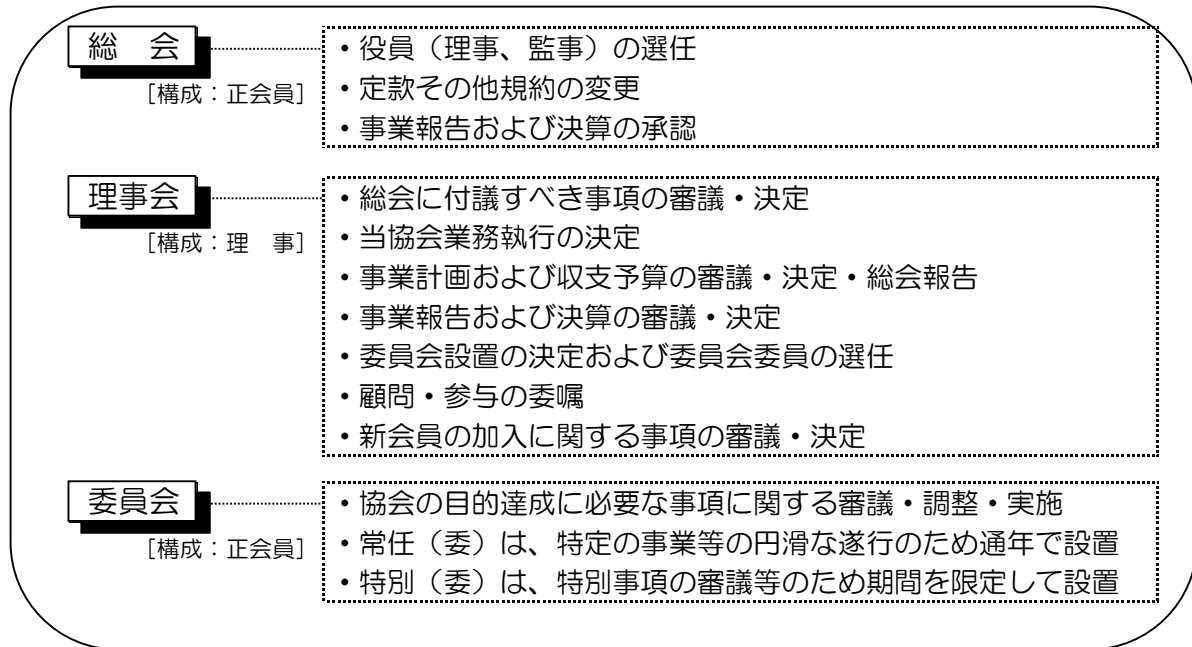 総　会
・役員（理事、監事）の選任
[構成：正会員]
・定款その他規約の変更
・事業報告および決算の承認
理事会
・総会に付議すべき事項の審議・決定
[構成：理　事]
・当協会業務執行の決定
・事業計画および収支予算の審議・決定・総会報告
・事業報告および決算の審議・決定
・委員会設置の決定および委員会委員の選任
・顧問・参与の委嘱
・新会員の加入に関する事項の審議・決定
委員会
・協会の目的達成に必要な事項に関する審議・調整・実施
[構成：正会員]
・常任（委）は、特定の事業等の円滑な遂行のため通年で設置
・特別（委）は、特別事項の審議等のため期間を限定して設置